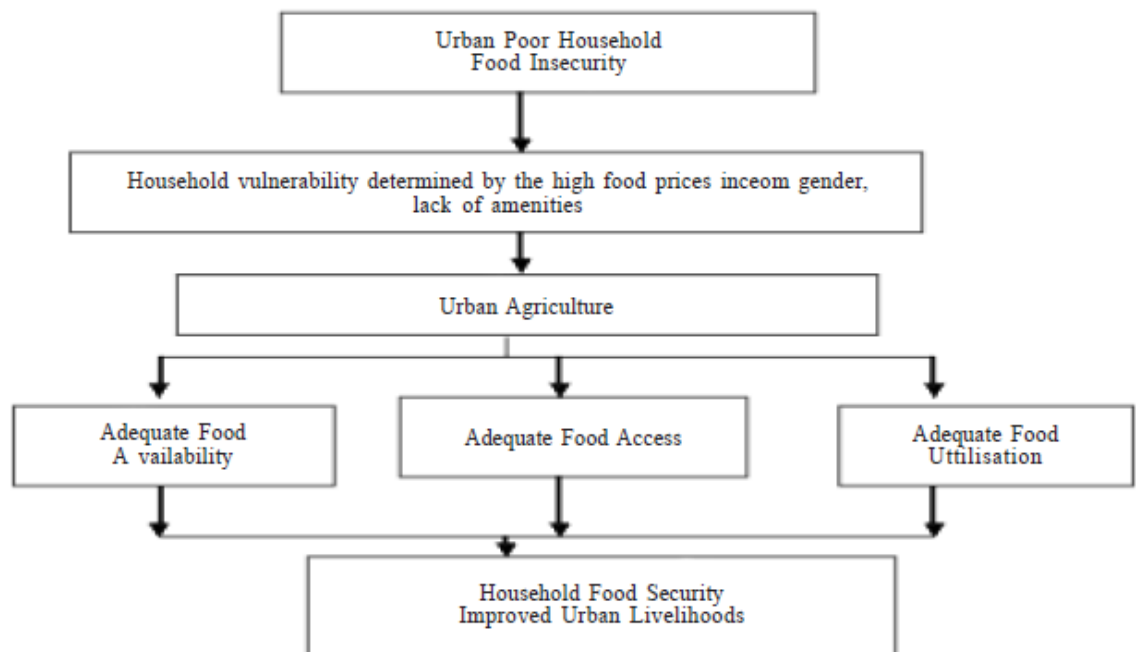 Urban Poor Household
Food Insecurity
Household vulnerability determined by the high food prices inceom gender,
lack of amenities
Urban Agriculture
Adequate Food
A vailability
Adequate Food Access
Adequate Food
Uttilisation
Household Food Security
Improved Urban Livelihoods